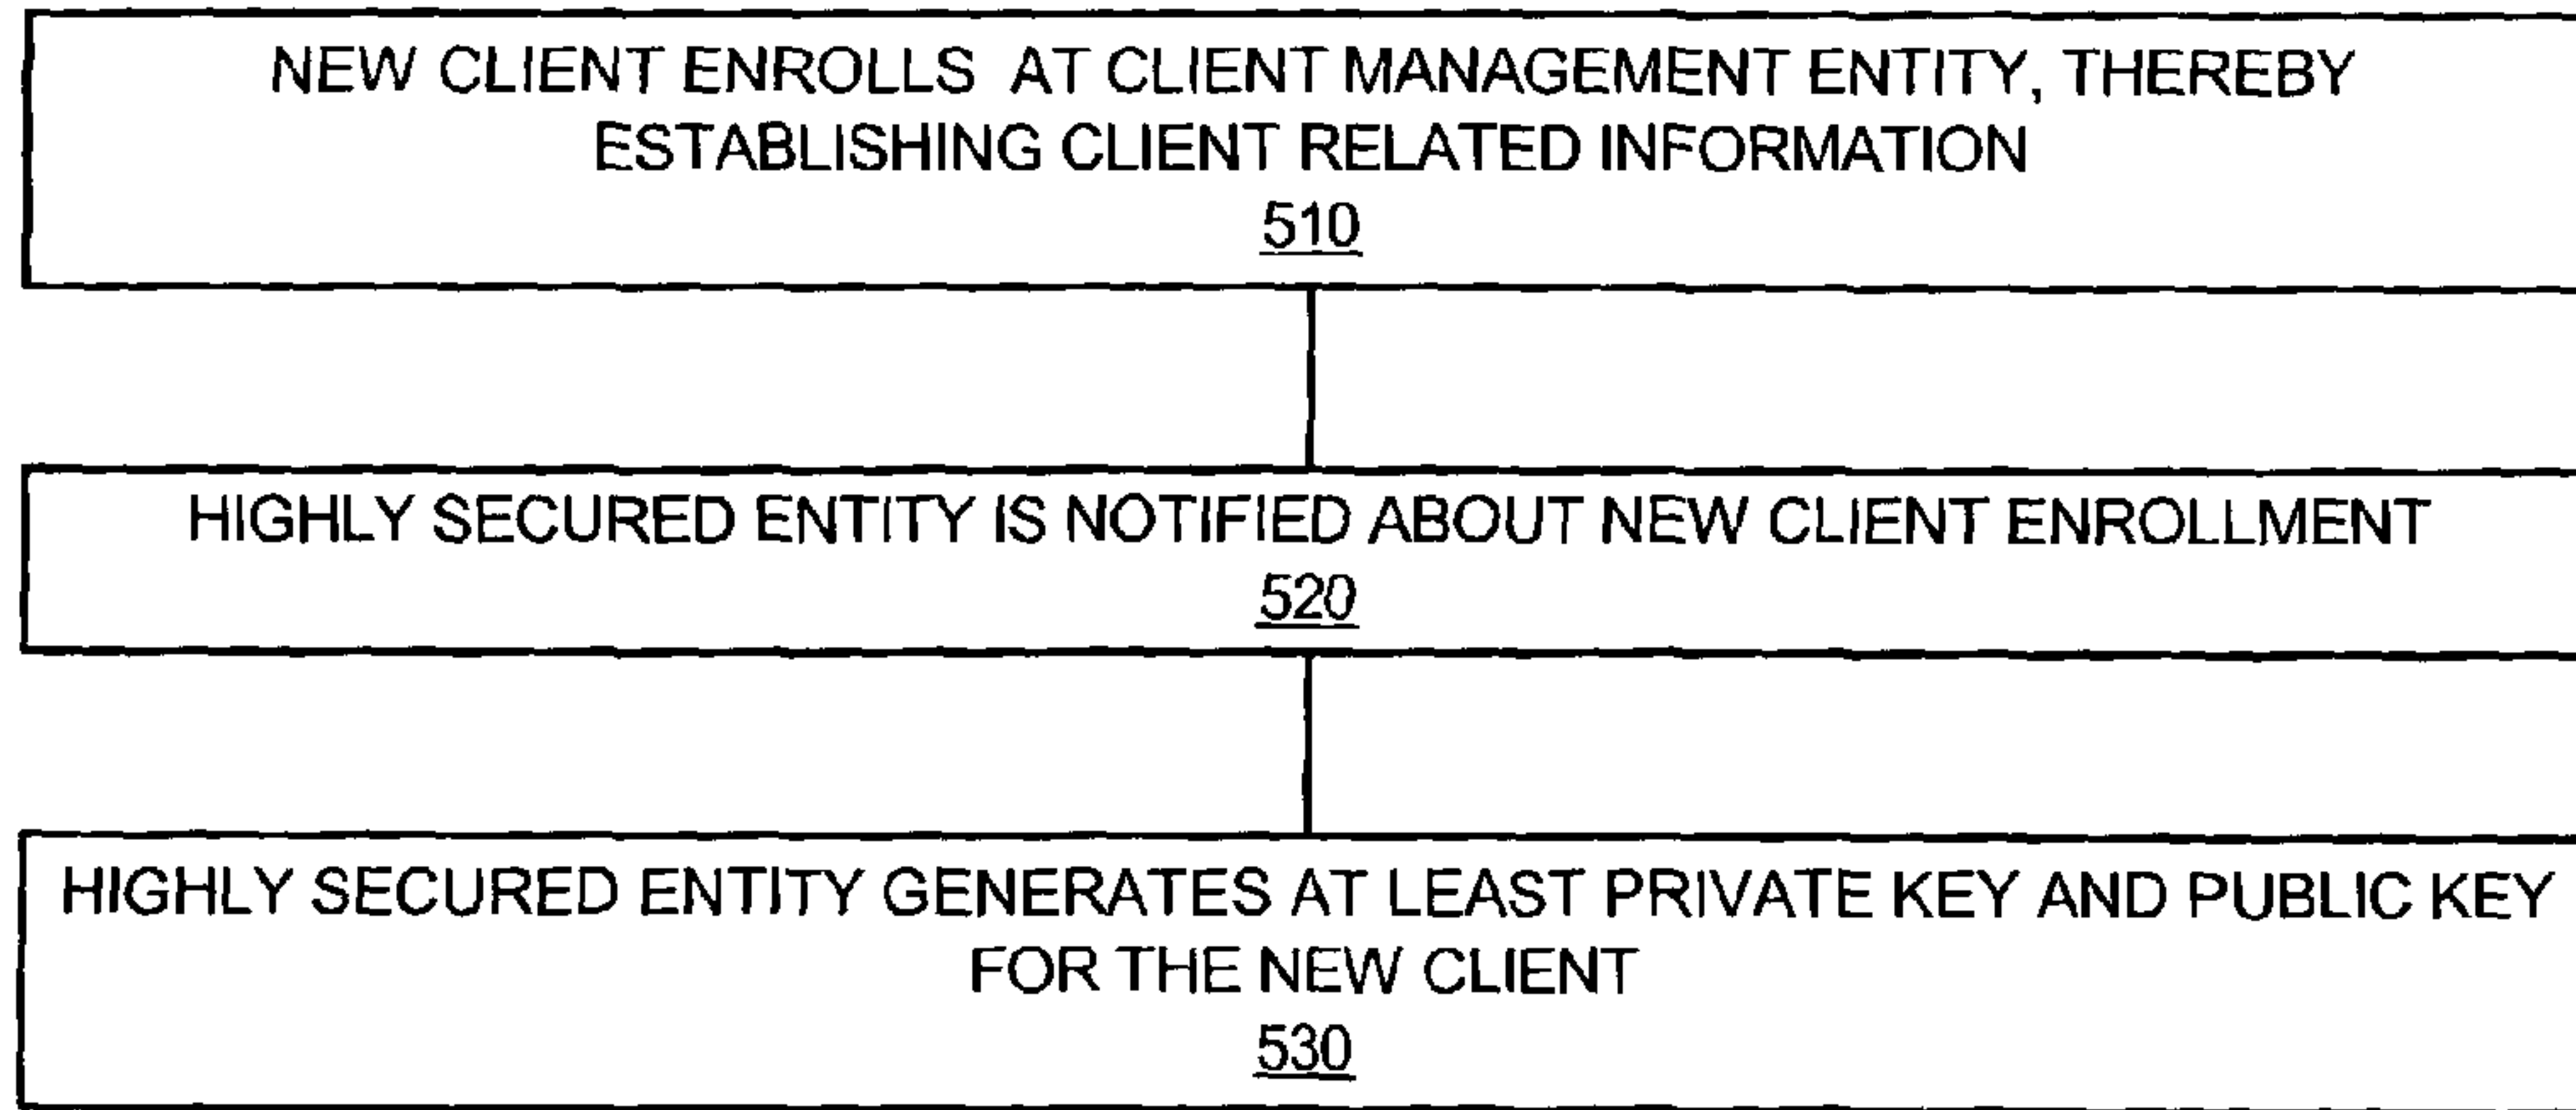 NEW CLIENT ENROLLS AT CLIENT MANAGEMENT ENTITY, THEREBY
ESTABLISHING CLIENT RELATED INFORMATION
510
HIGHLY SECURED ENTITY IS NOTIFIED ABOUT NEW CLIENT ENROLLMENT
520
HIGHLY SECURED ENTITY GENERATES AT LEAST PRIVATE KEY AND PUBLIC KEY
FOR THE NEW CLIENT
530